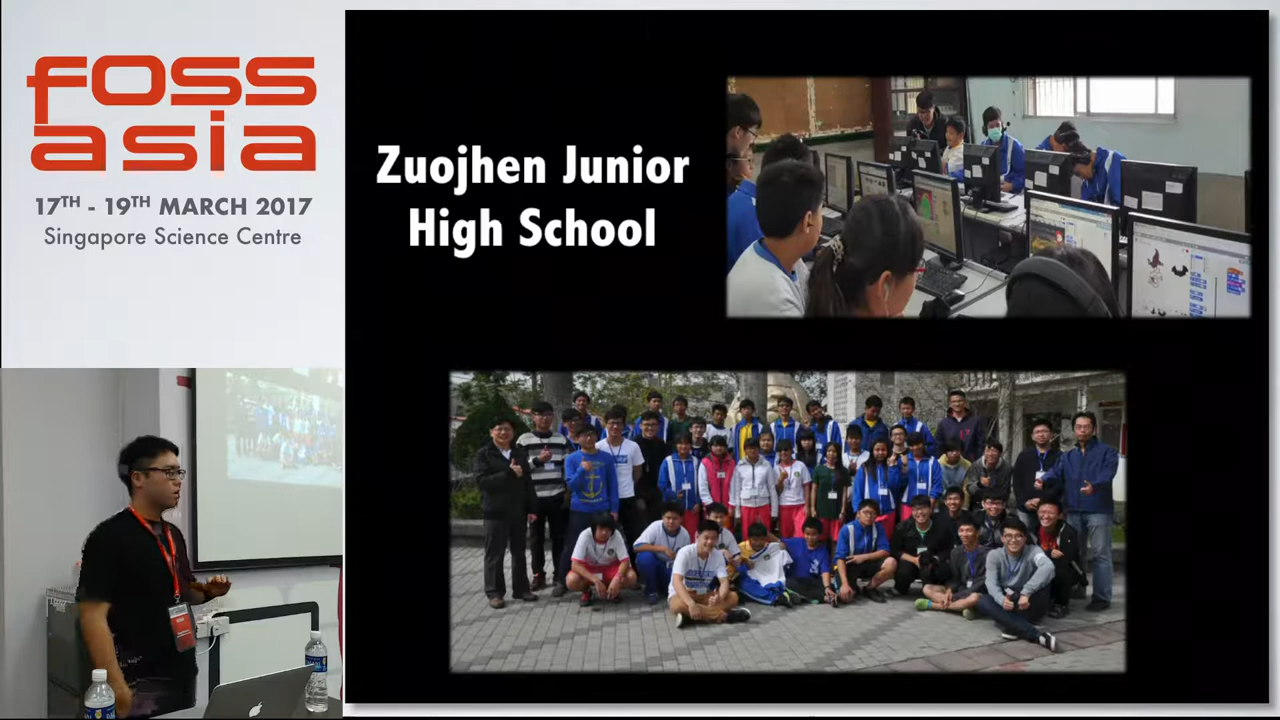 foss
asia
17TH - 19TH MARCH 2017
Singapore Science Centre
Zuojhen Junior
High School